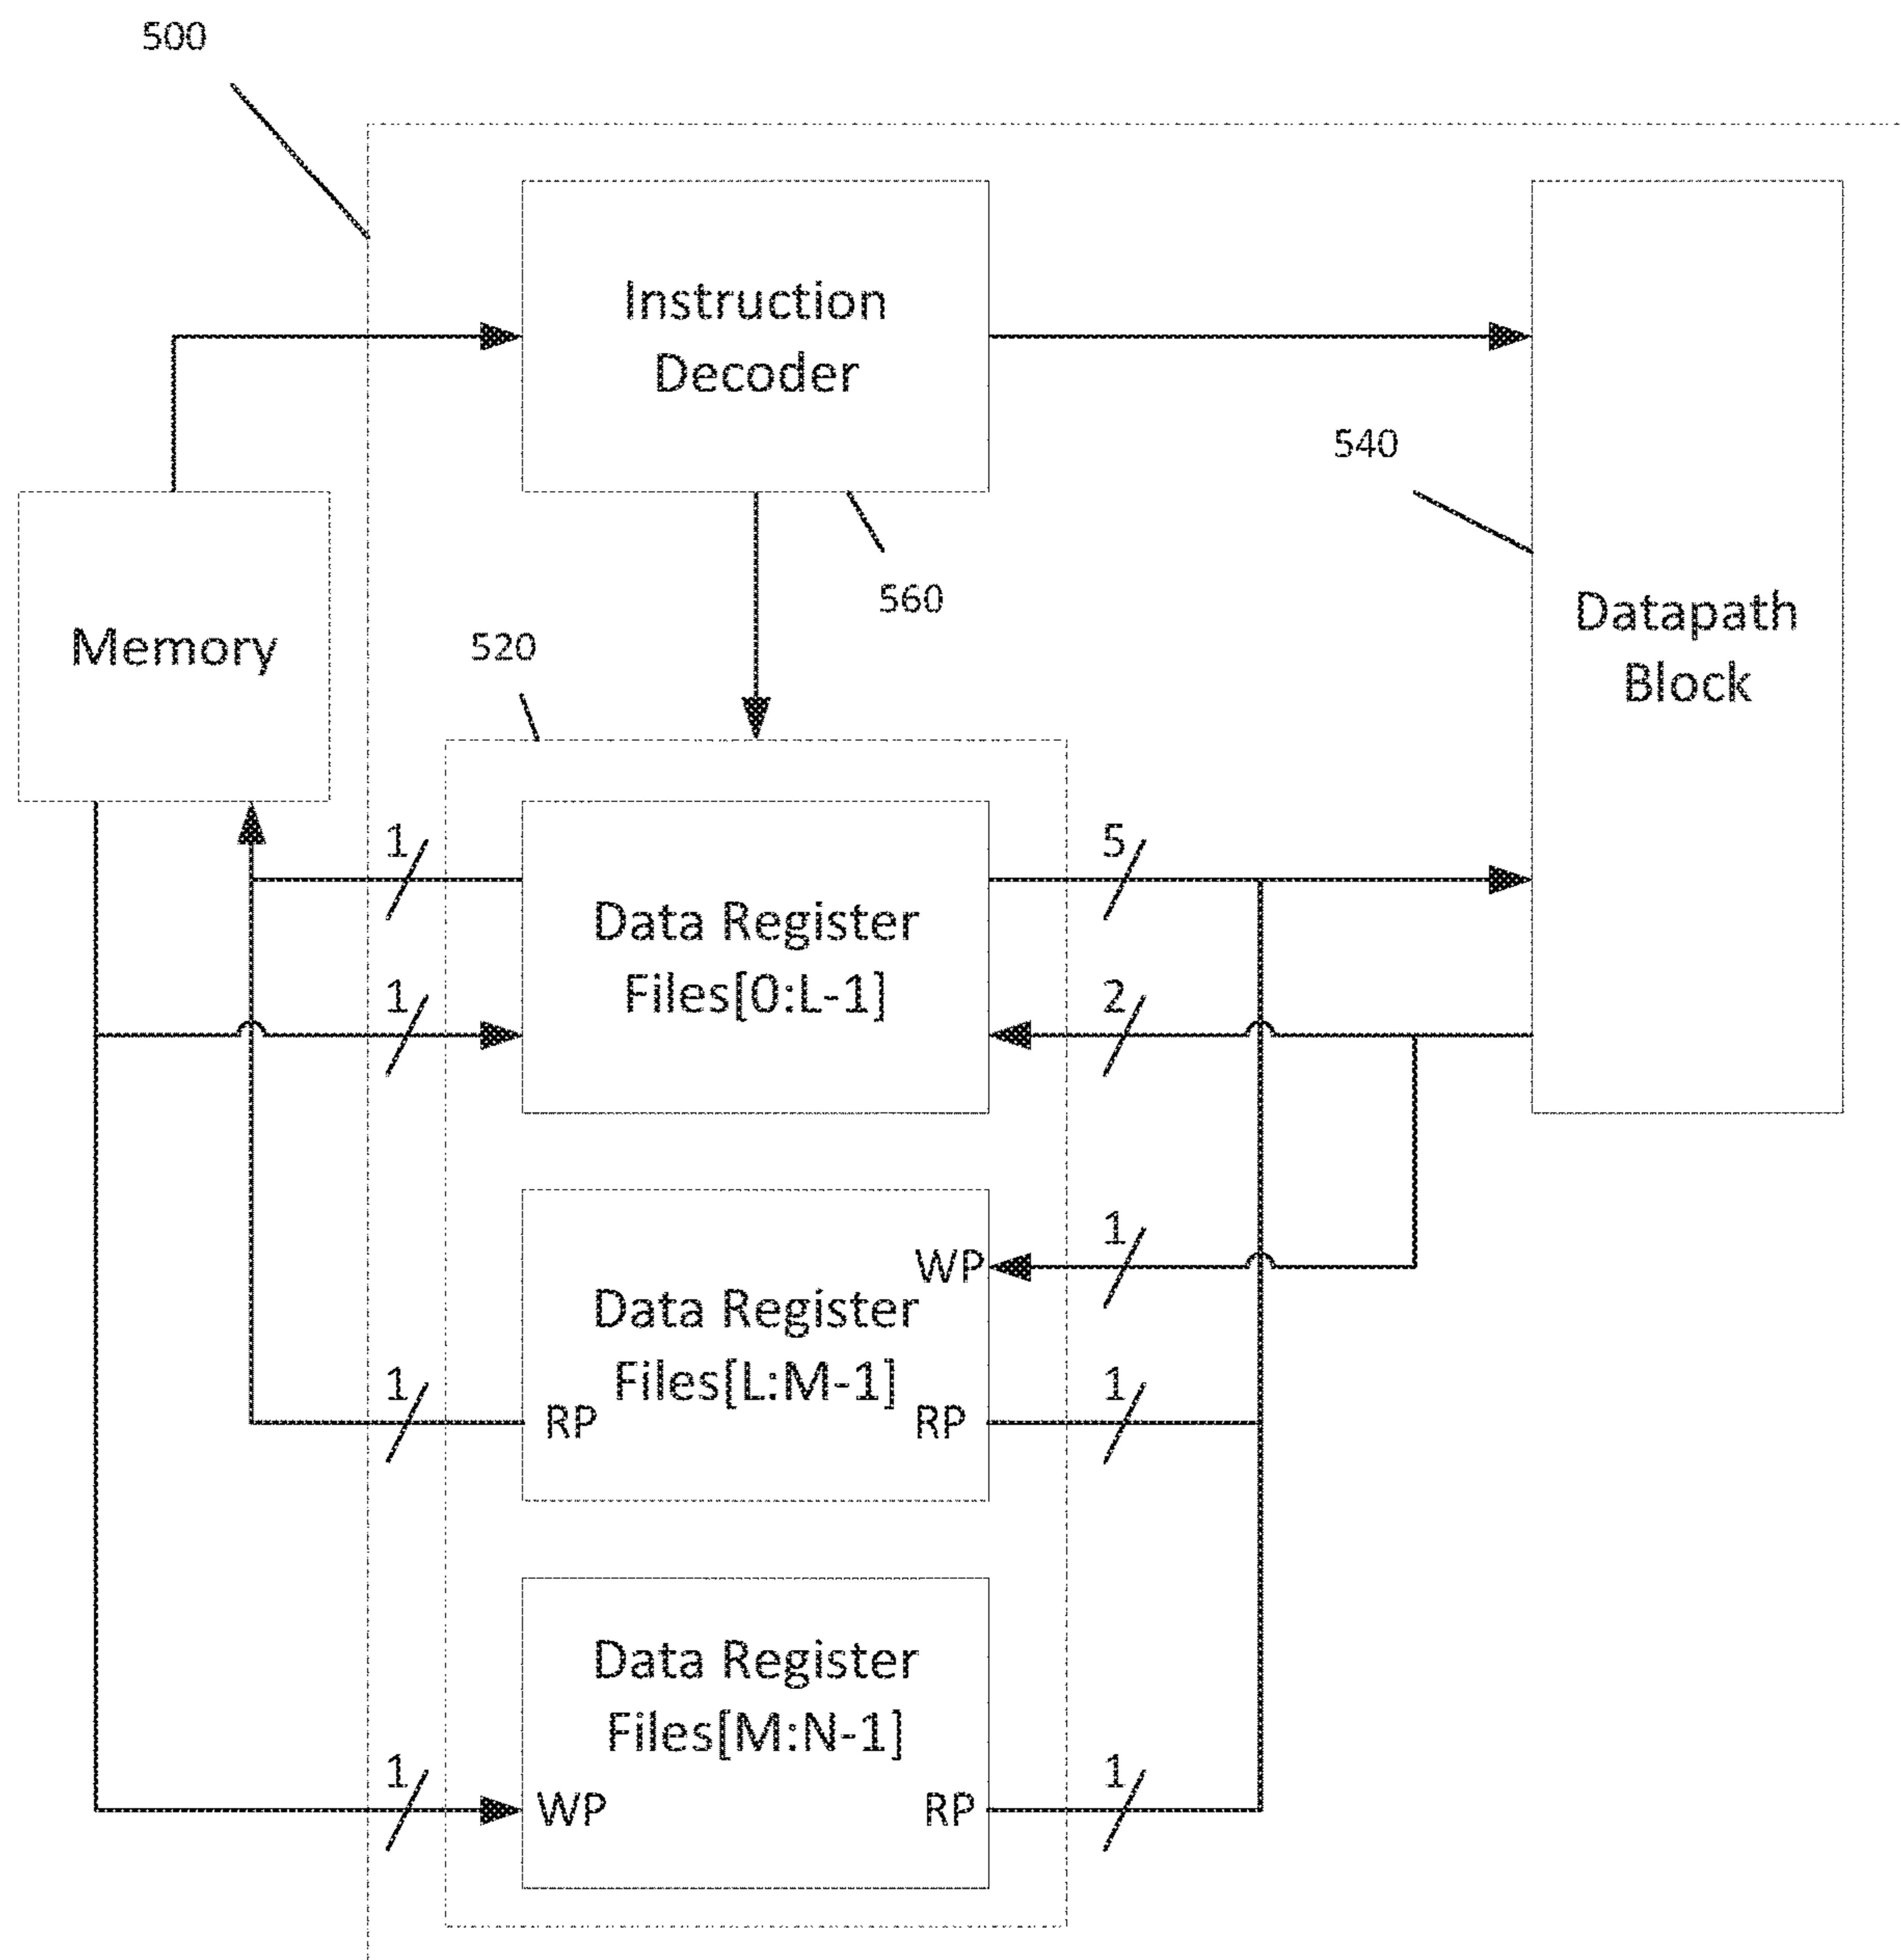 500
Instruction
Decoder
540
560
Datapath
Block
Memory
520
1
5
Data Register
Files[0:L-1]
1
2
WP
1
Data Register
Files[L:M-1]
1
RP
RP
1
Data Register
Files[M:N-1]
1
WP
RP
1